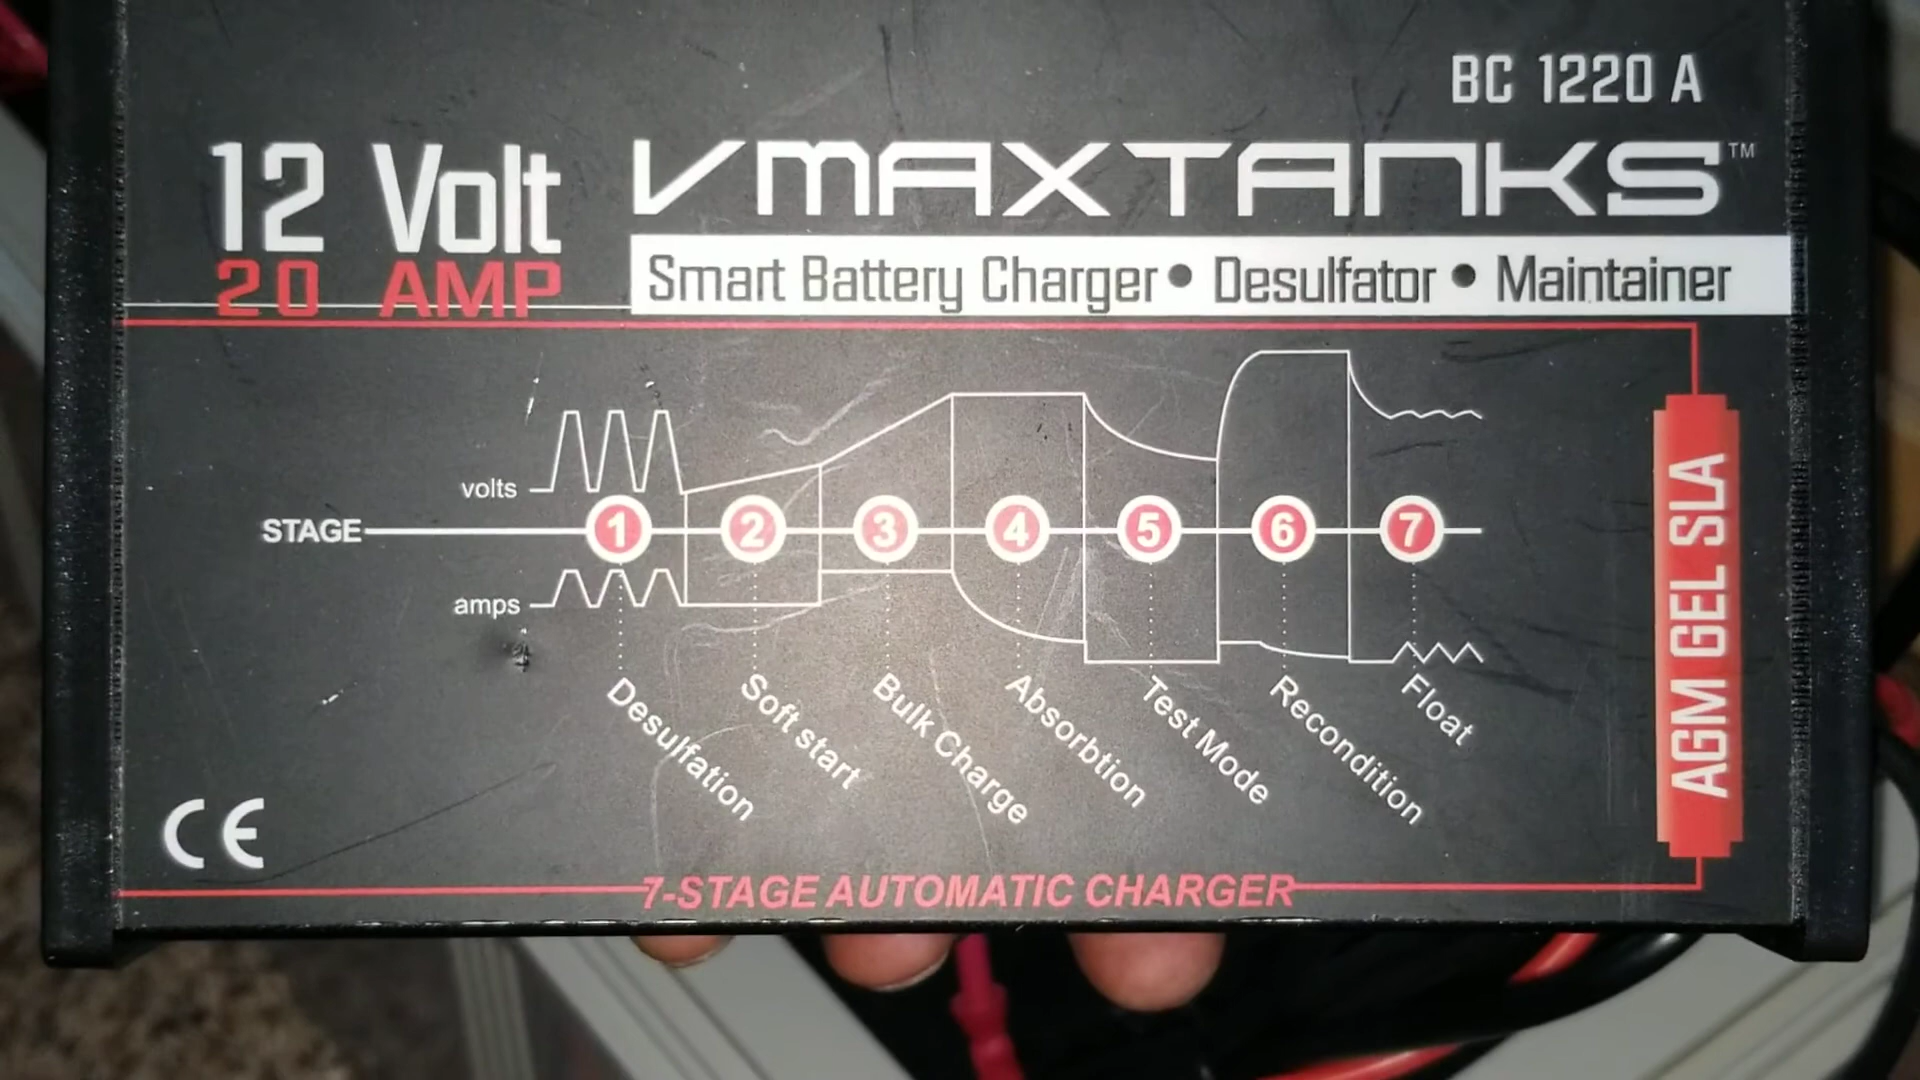 BC 1220 A
12 Volt
VMAXTANKS™
20 AMP
Smart Battery Charger • Desulfator • Maintainer
volts
STAGE 1 2 3 4 5 6 7
amps
Desulfation
Soft start
Bulk Charge
Absorbtion
Test Mode
Recondition
Float
AGM GEL SLA
CE
7-STAGE AUTOMATIC CHARGER